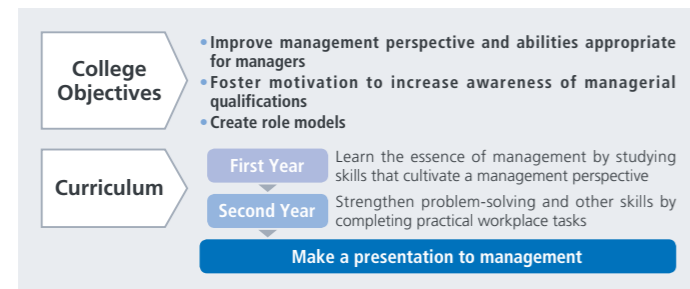 College
Objectives
•Improve management perspective and abilities appropriate
for managers
•Foster motivation to increase awareness of managerial
qualifications
•Create role models
Curriculum
First Year
Learn the essence of management by studying
skills that cultivate a management perspective
Second Year
Strengthen problem-solving and other skills by
completing practical workplace tasks
Make a presentation to management